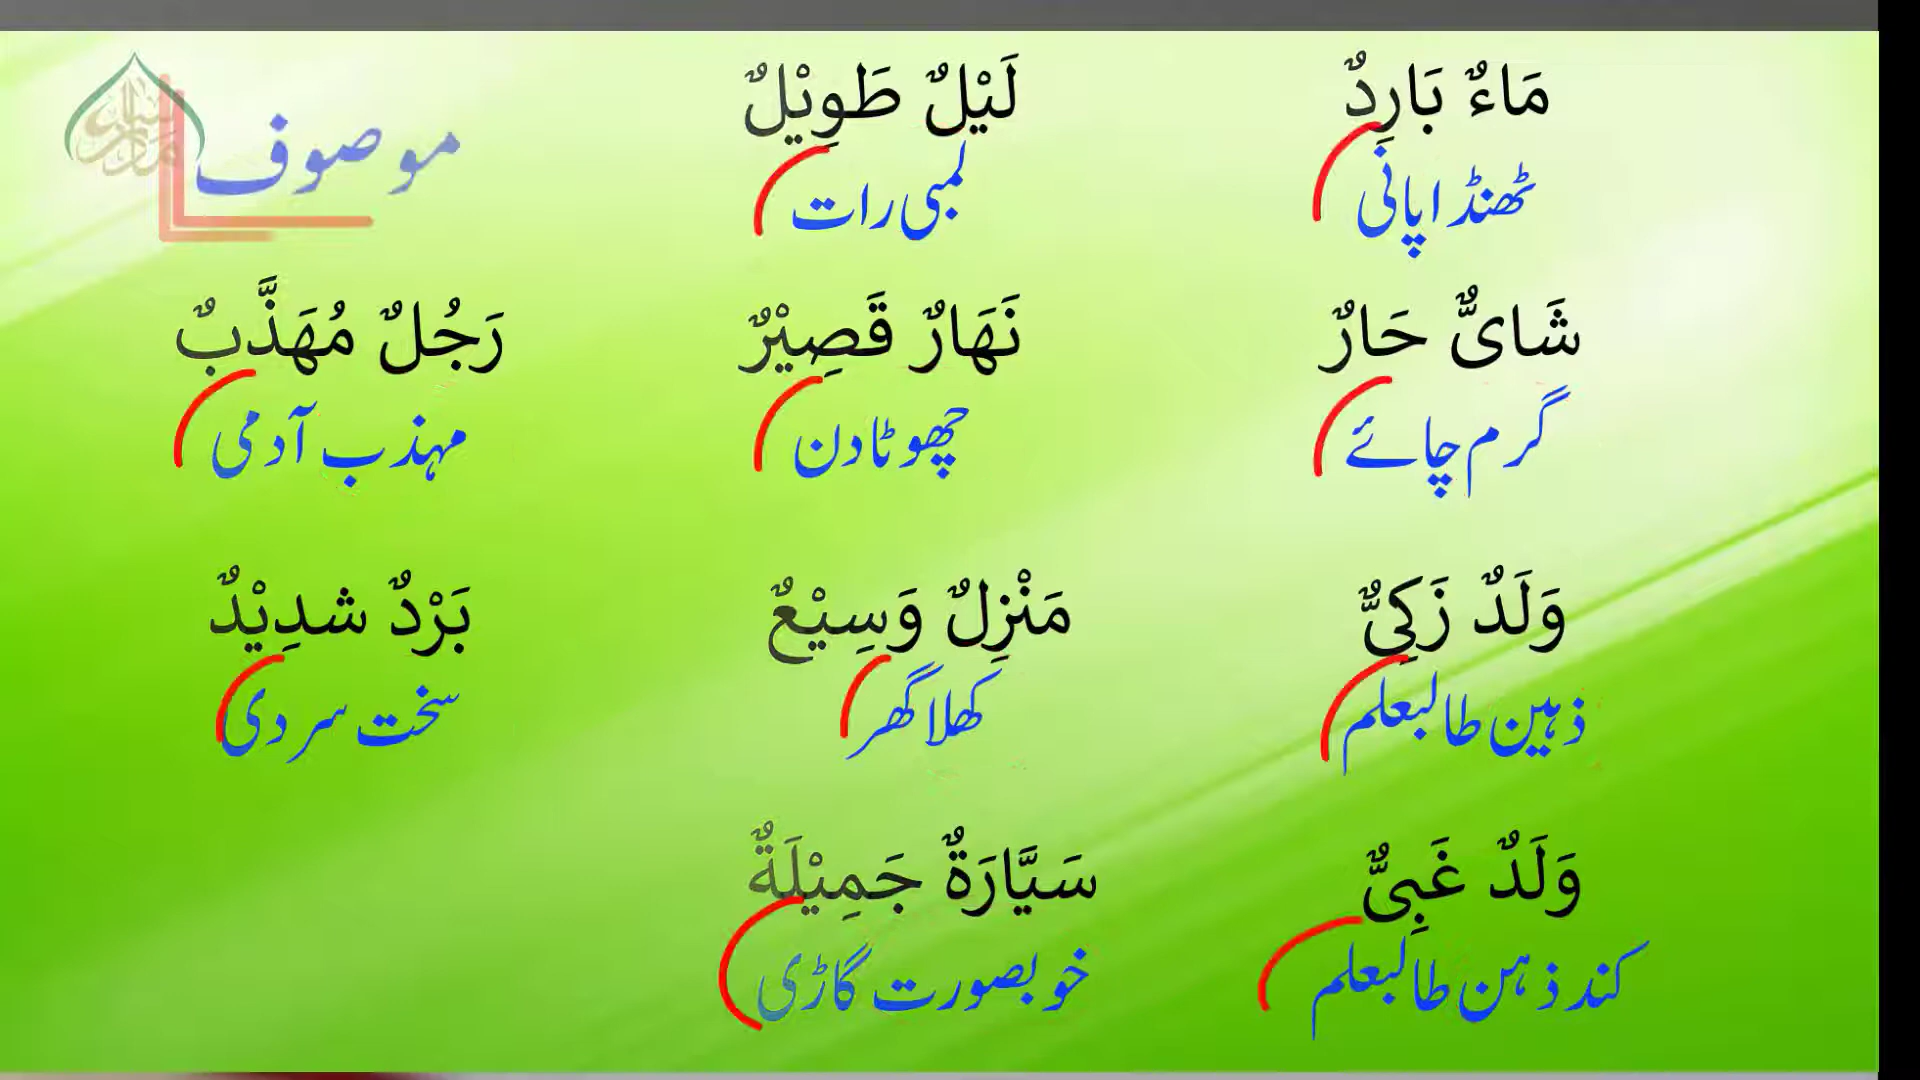 مَاءٌ بَارِدٌ
ٹھنڈا پانی
شَایٌّ حَارٌ
گرم چائے
وَلَدٌ زَكِیٌّ
ذہین طالبعلم
وَلَدٌ غَبِیٌّ
کند ذہن طالبعلم
لَيْلٌ طَوِيْلٌ
لمبی رات
نَهَارٌ قَصِيْرٌ
چھوٹا دن
مَنْزِلٌ وَسِيْعٌ
کھلا گھر
سَيَّارَةٌ جَمِيْلَةٌ
خوبصورت گاڑی
موصوف
رَجُلٌ مُهَذَّبٌ
مہذب آدمی
بَرْدٌ شدِيْدٌ
سخت سردی